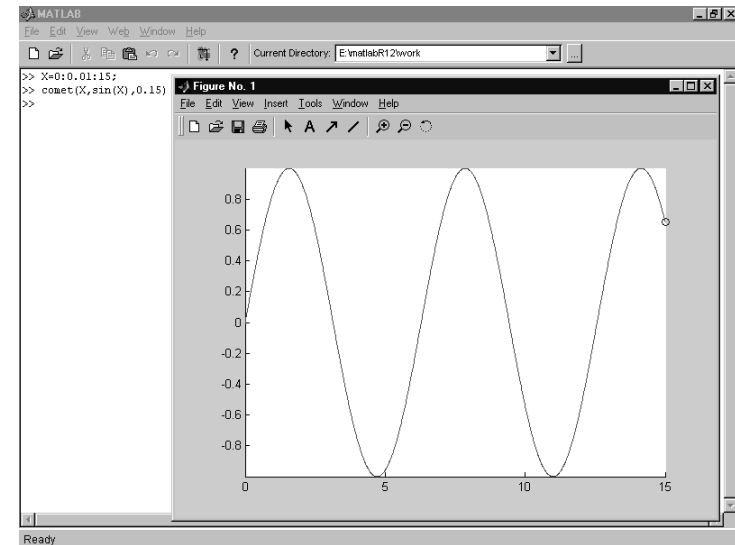 MATLAB
File Edit View Web Window Help
? Current Directory: E:\matlabR12\work ...
>> X=0:0.01:15;
>> comet(X,sin(X),0.15)
>>
Figure No. 1
File Edit View Insert Tools Window Help
A
0.8
0.6
0.4
0.2
0
-0.2
-0.4
-0.6
-0.8
0 5 10 15
Ready